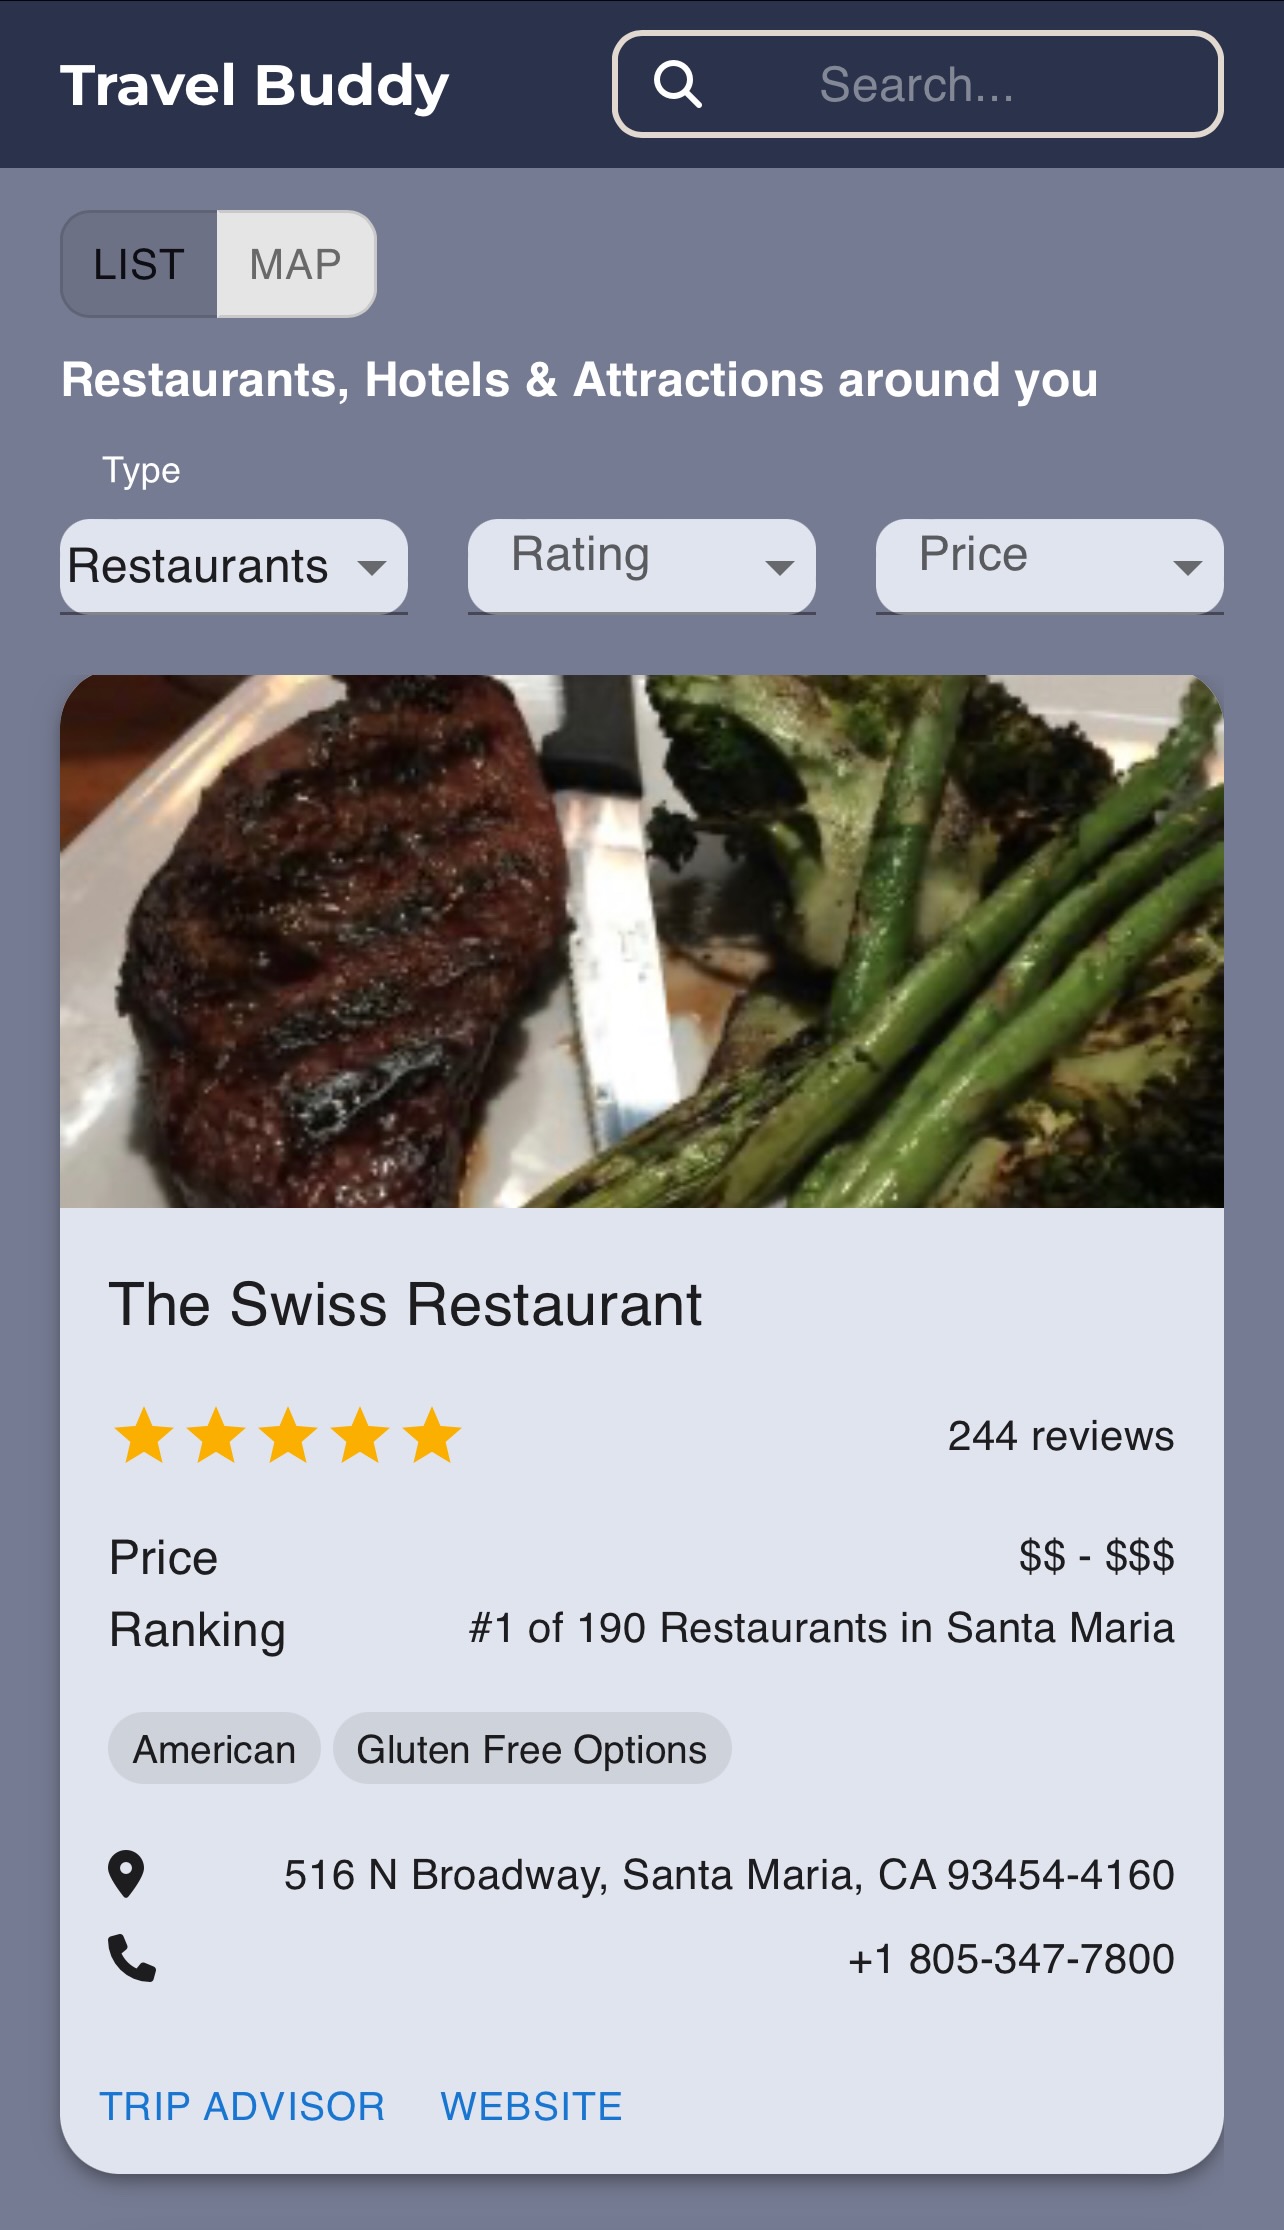 Travel Buddy
Search...
LIST MAP
Restaurants, Hotels & Attractions around you
Type
Restaurants Rating Price
The Swiss Restaurant
244 reviews
Price $$ - $$$
Ranking #1 of 190 Restaurants in Santa Maria
American Gluten Free Options
516 N Broadway, Santa Maria, CA 93454-4160
+1 805-347-7800
TRIP ADVISOR WEBSITE